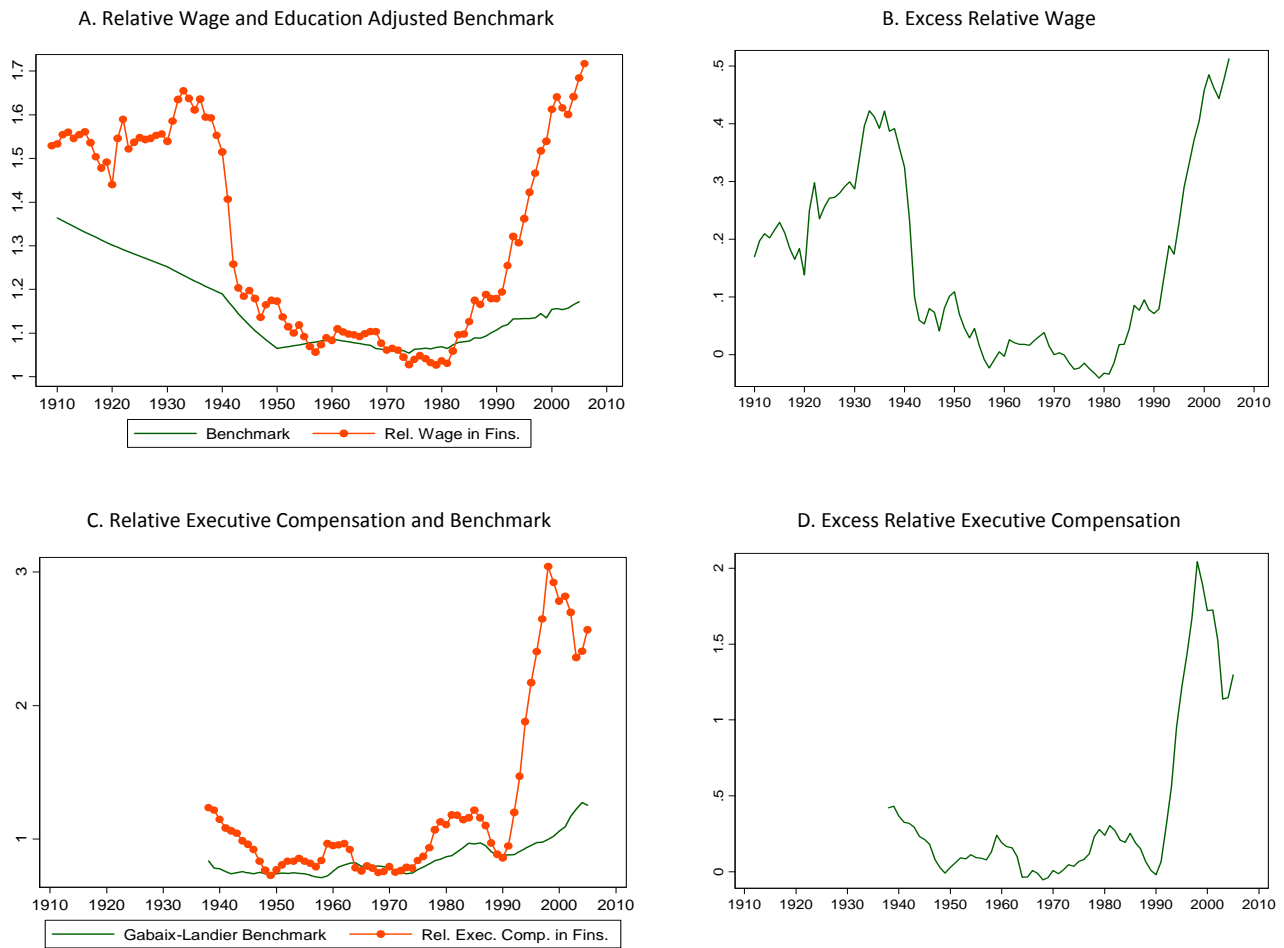 A. Relative Wage and Education Adjusted Benchmark
1.7
1.6
1.5
1.4
1.3
1.2
1.1
1
1910 1920 1930 1940 1950 1960 1970 1980 1990 2000 2010
Benchmark Rel. Wage in Fins.
B. Excess Relative Wage
.5
.4
.3
.2
.1
0
1910 1920 1930 1940 1950 1960 1970 1980 1990 2000 2010
C. Relative Executive Compensation and Benchmark
3
2
1
1910 1920 1930 1940 1950 1960 1970 1980 1990 2000 2010
Gabaix-Landier Benchmark Rel. Exec. Comp. in Fins.
D. Excess Relative Executive Compensation
2
1.5
1
.5
0
1910 1920 1930 1940 1950 1960 1970 1980 1990 2000 2010